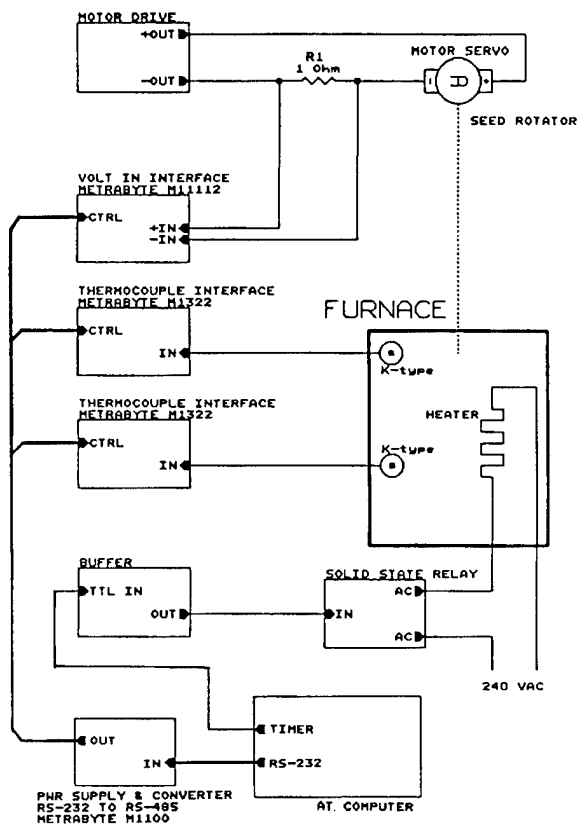 MOTOR DRIVE
+OUT
-OUT
R1
1 Ohm
MOTOR SERVO
SEED ROTATOR
VOLT IN INTERFACE
METRABYTE M11112
CTRL
+IN
-IN
THERMOCOUPLE INTERFACE
METRABYTE M1322
CTRL
IN
FURNACE
K-type
HEATER
THERMOCOUPLE INTERFACE
METRABYTE M1322
CTRL
IN
K-type
BUFFER
TTL IN
OUT
SOLID STATE RELAY
AC
IN
AC
240 VAC
OUT
IN
TIMER
RS-232
PWR SUPPLY & CONVERTER
RS-232 TO RS-485
METRABYTE M1100
AT. COMPUTER